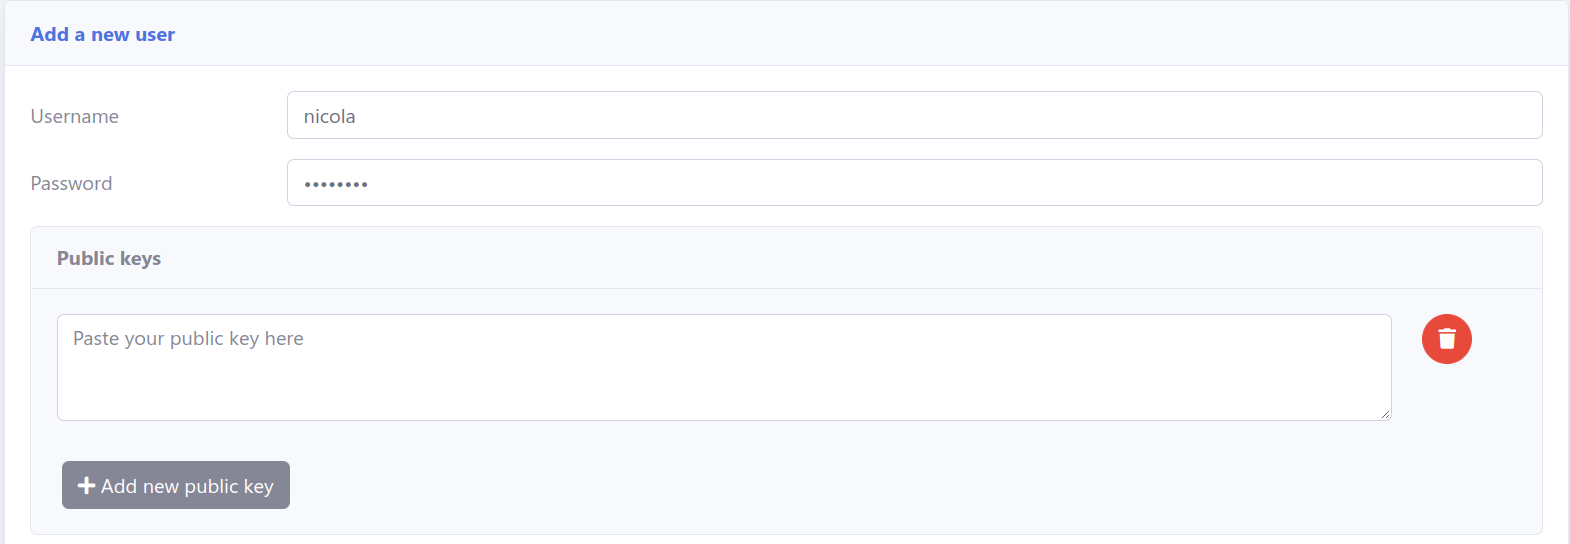 Add a new user
Username
nicola
Password
••••••••
Public keys
Paste your public key here
Add new public key